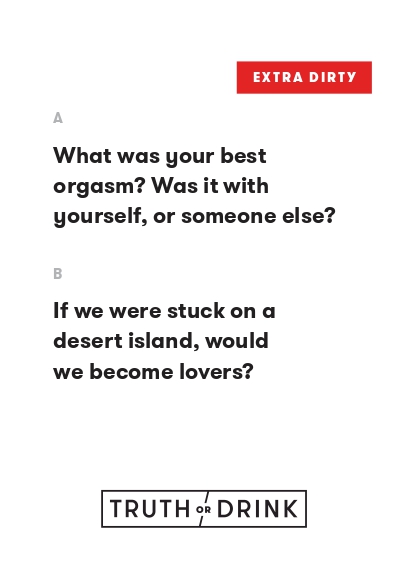 EXTRA DIRTY
A
What was your best
orgasm? Was it with
yourself, or someone else?
B
If we were stuck on a
desert island, would
we become lovers?
TRUTH OR DRINK